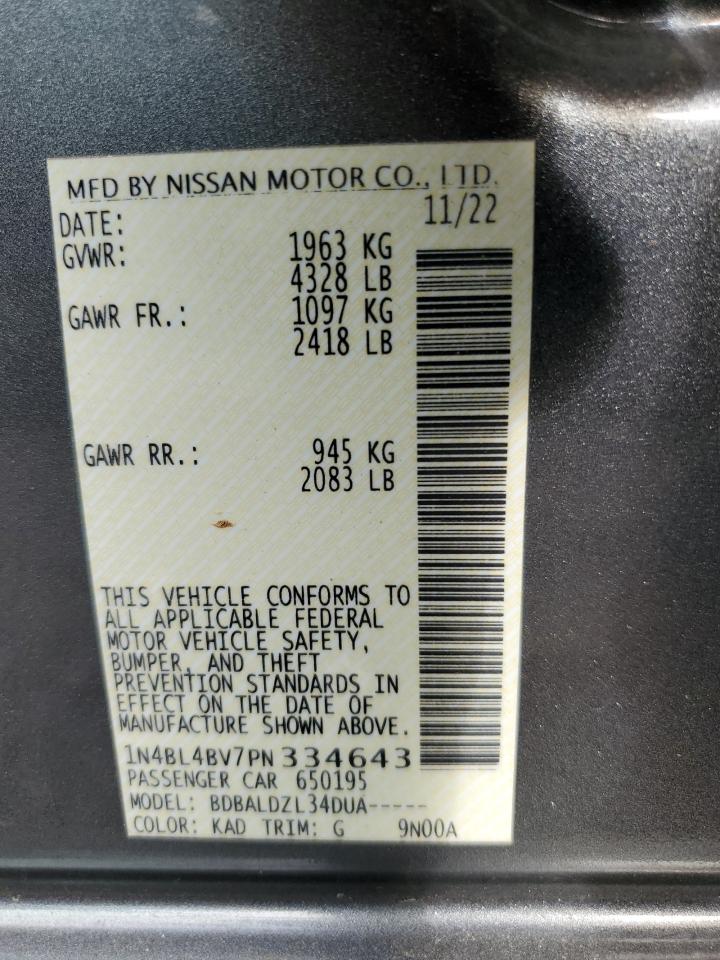 MFD BY NISSAN MOTOR CO., LTD.
DATE: 11/22
GVWR: 1963 KG
4328 LB
GAWR FR.: 1097 KG
2418 LB
GAWR RR.: 945 KG
2083 LB
THIS VEHICLE CONFORMS TO
ALL APPLICABLE FEDERAL
MOTOR VEHICLE SAFETY,
BUMPER, AND THEFT
PREVENTION STANDARDS IN
EFFECT ON THE DATE OF
MANUFACTURE SHOWN ABOVE.
1N4BL4BV7PN334643
PASSENGER CAR 650195
MODEL: BDBALDZL34DUA-----
COLOR: KAD TRIM: G 9N00A